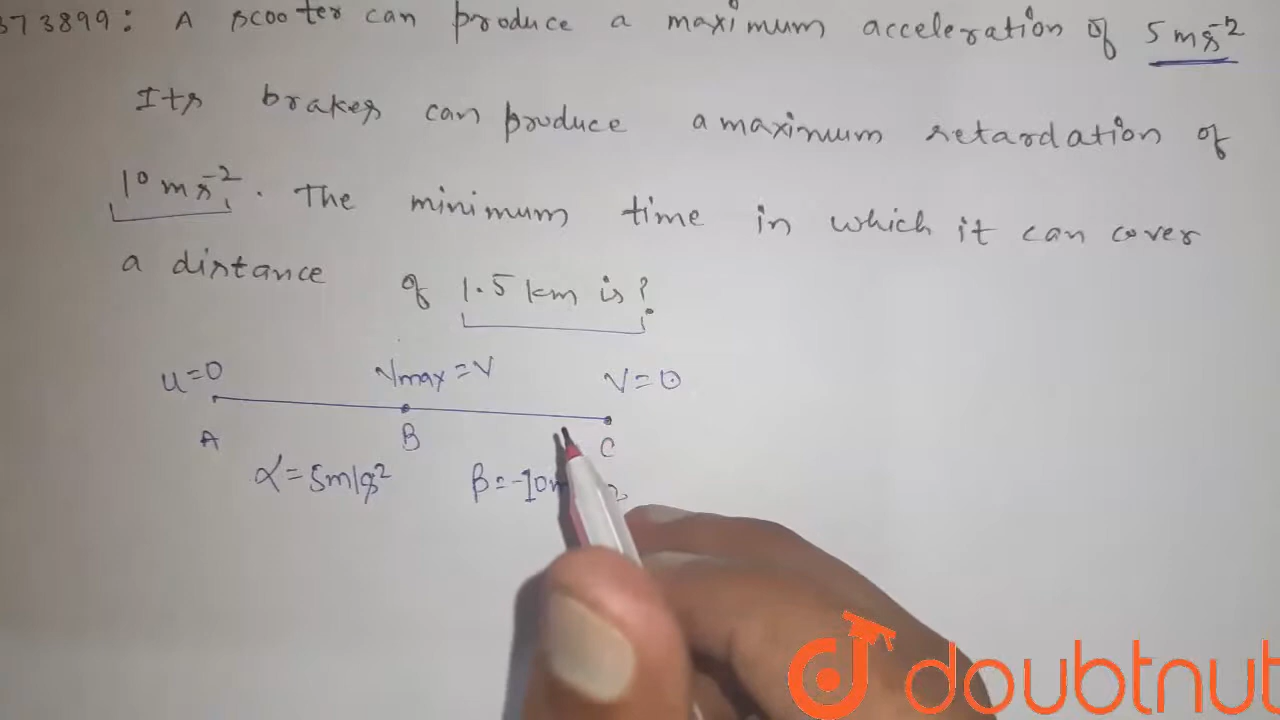 373899: A scooter can produce a maximum acceleration of 5 ms⁻²
Its brakes can produce a maximum retardation of
10 ms⁻². The minimum time in which it can cover
a distance of 1.5 km is?
u=0 Vmax=V V=0
A B C
α=5m/s² β=-10m
doubtnut